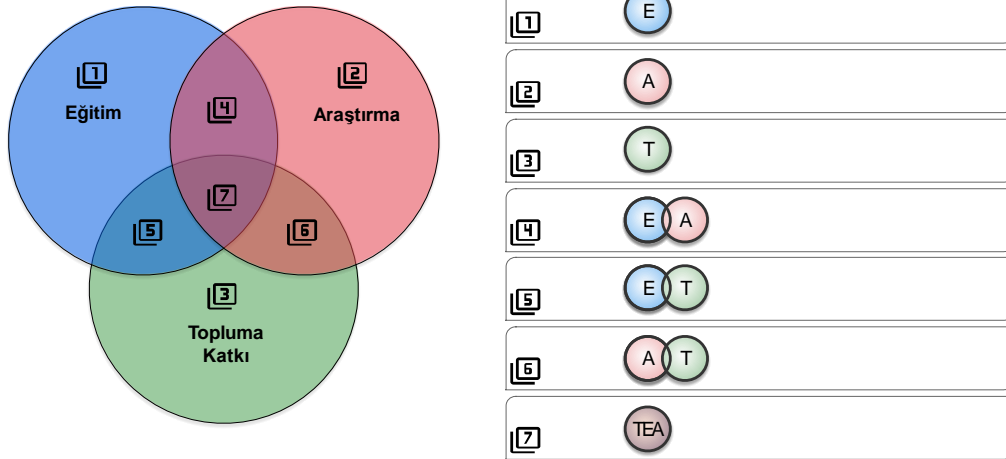 1
Eğitim
2
Araştırma
4
7
5
6
3
Topluma
Katkı
1 E
2 A
3 T
4 E A
5 E T
6 A T
7 TEA